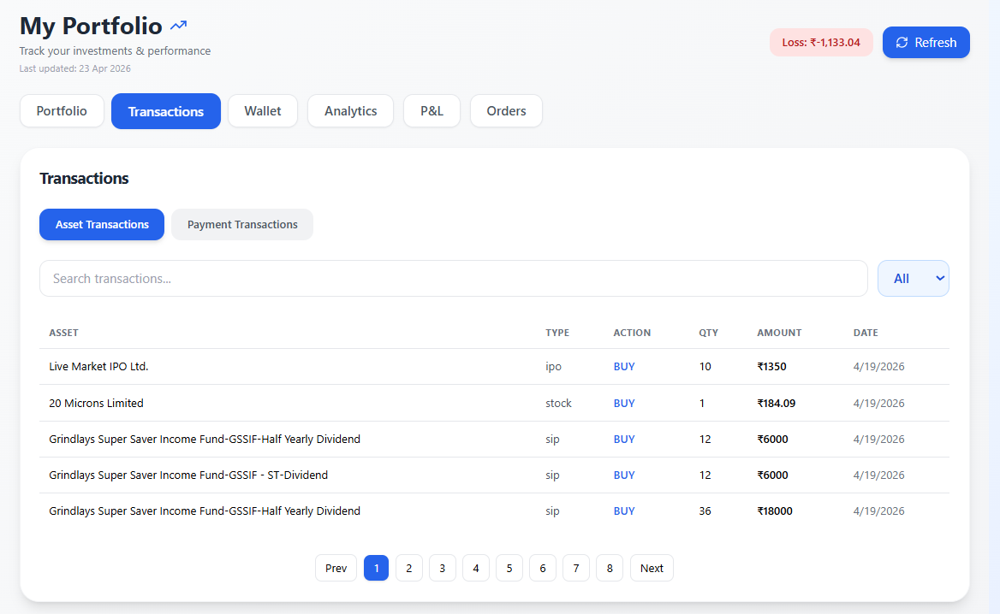 My Portfolio
Track your investments & performance
Last updated: 23 Apr 2026
Loss: ₹-1,133.04
Refresh
Portfolio Transactions Wallet Analytics P&L Orders
Transactions
Asset Transactions Payment Transactions
Search transactions... All
ASSET TYPE ACTION QTY AMOUNT DATE
Live Market IPO Ltd. ipo BUY 10 ₹1350 4/19/2026
20 Microns Limited stock BUY 1 ₹184.09 4/19/2026
Grindlays Super Saver Income Fund-GSSIF-Half Yearly Dividend sip BUY 12 ₹6000 4/19/2026
Grindlays Super Saver Income Fund-GSSIF - ST-Dividend sip BUY 12 ₹6000 4/19/2026
Grindlays Super Saver Income Fund-GSSIF-Half Yearly Dividend sip BUY 36 ₹18000 4/19/2026
Prev 1 2 3 4 5 6 7 8 Next